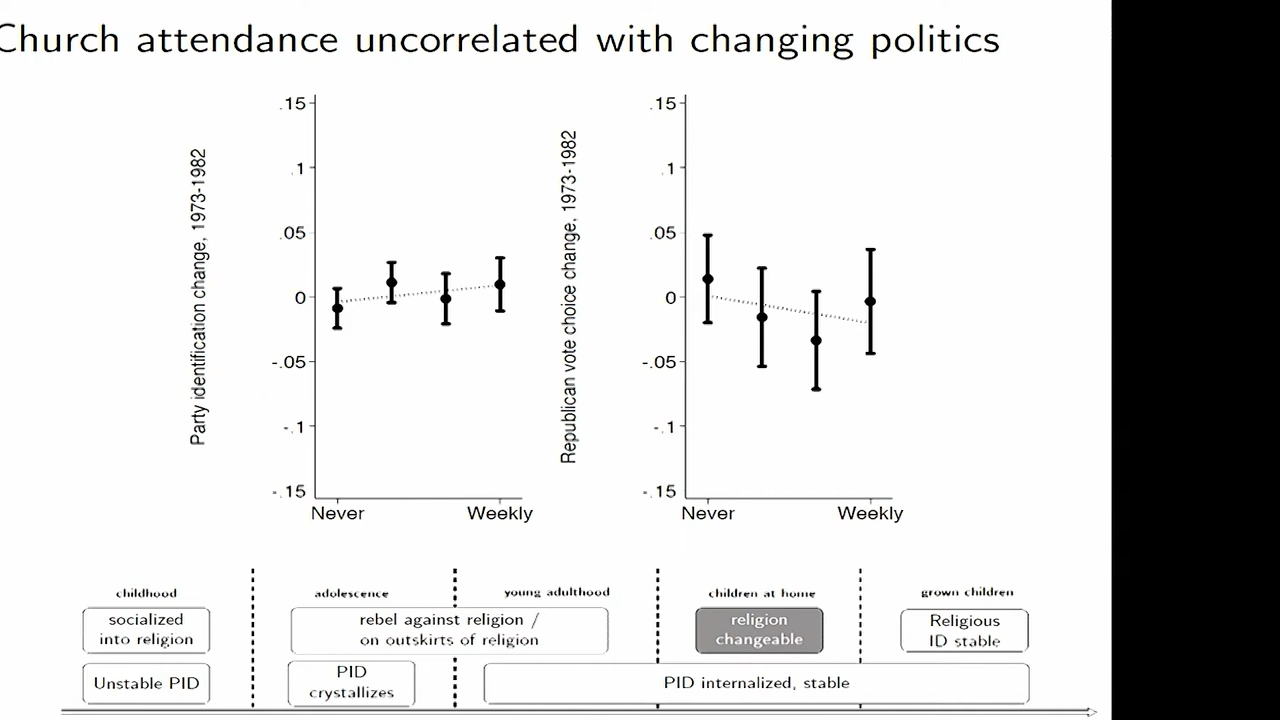 Church attendance uncorrelated with changing politics
Party identification change, 1973-1982
.15
.1
.05
0
-.05
-.1
-.15
Never
Weekly
Republican vote choice change, 1973-1982
.15
.1
.05
0
-.05
-.1
-.15
Never
Weekly
childhood
adolescence
young adulthood
children at home
grown children
socialized
into religion
rebel against religion /
on outskirts of religion
religion
changeable
Religious
ID stable
Unstable PID
PID
crystallizes
PID internalized, stable